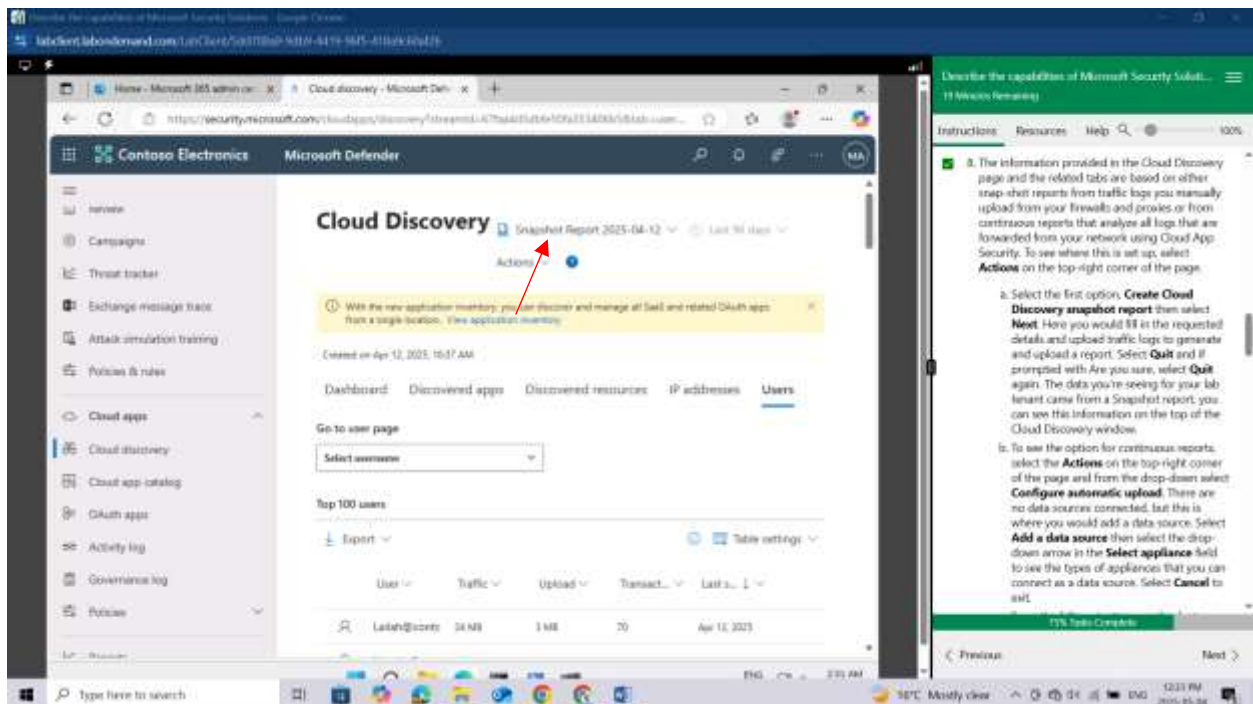 Describe the capabilities of Microsoft Security Solutions - Google Chrome
labclient.labondemand.com/LabClient/
Home - Microsoft 365 admin cen
Cloud discovery - Microsoft Def
https://security.microsoft.com/cloudapps/discovery
Contoso Electronics
Microsoft Defender
MA
Campaigns
Threat tracker
Exchange message trace
Attack simulation training
Policies & rules
Cloud apps
Cloud discovery
Cloud app catalog
OAuth apps
Activity log
Governance log
Policies
Cloud Discovery
Snapshot Report 2025-04-12
Last 90 days
Actions
With the new application inventory, you can discover and manage all SaaS and related OAuth apps
from a single location. View application inventory
Created on Apr 12, 2025, 10:37 AM
Dashboard Discovered apps Discovered resources IP addresses Users
Go to user page
Select username
Top 100 users
Export
Table settings
User Traffic Upload Transact... Last s...
24 MB 3 MB 70 Apr 12, 2025
Describe the capabilities of Microsoft Security Soluti...
19 Minutes Remaining
Instructions Resources Help 100%
8. The information provided in the Cloud Discovery
page and the related tabs are based on either
snap-shot reports from traffic logs you manually
upload from your firewalls and proxies or from
continuous reports that analyze all logs that are
forwarded from your network using Cloud App
Security. To see where this is set up, select
Actions on the top-right corner of the page.
a. Select the first option, Create Cloud
Discovery snapshot report then select
Next. Here you would fill in the requested
details and upload traffic logs to generate
and upload a report. Select Quit and if
prompted with Are you sure, select Quit
again. The data you're seeing for your lab
tenant came from a Snapshot report, you
can see this information on the top of the
Cloud Discovery window.
b. To see the option for continuous reports,
select the Actions on the top-right corner
of the page and from the drop-down select
Configure automatic upload. There are
no data sources connected, but this is
where you would add a data source. Select
Add a data source then select the drop-
down arrow in the Select appliance field
to see the types of appliances that you can
connect as a data source. Select Cancel to
exit.
75% Tasks Complete
Previous Next
ENG
Type here to search
Mostly clear
ENG
12:33 PM